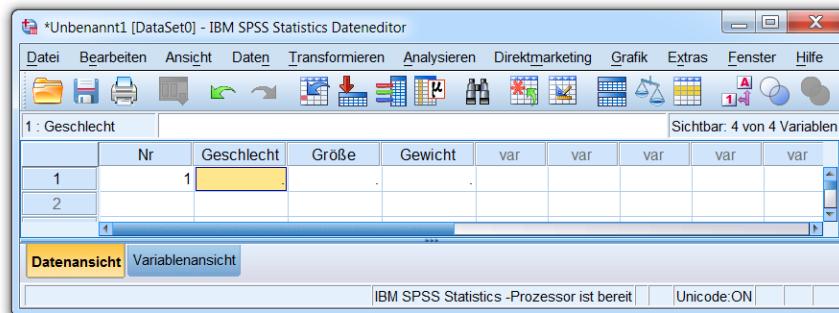 *Unbenannt1 [DataSet0] - IBM SPSS Statistics Dateneditor
Datei Bearbeiten Ansicht Daten Transformieren Analysieren Direktmarketing Grafik Extras Fenster Hilfe
1 : Geschlecht Sichtbar: 4 von 4 Variablen
Nr Geschlecht Größe Gewicht var var var var var
1 1 . . .
2
Datenansicht Variablenansicht
IBM SPSS Statistics -Prozessor ist bereit Unicode:ON